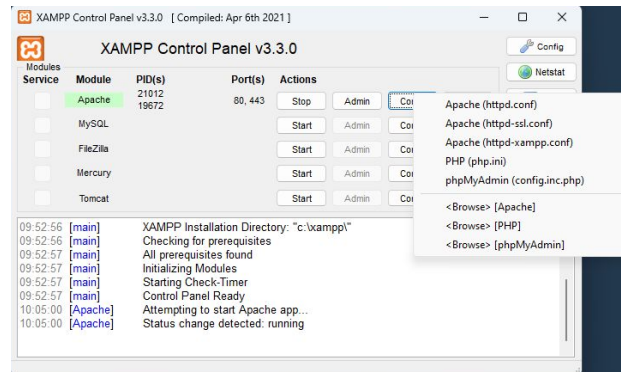 XAMPP Control Panel v3.3.0 [ Compiled: Apr 6th 2021 ]
XAMPP Control Panel v3.3.0
Config
Modules
Service Module PID(s) Port(s) Actions
Netstat
Apache 21012 19672 80, 443 Stop Admin
MySQL Start Admin
FileZilla Start Admin
Mercury Start Admin
Tomcat Start Admin
Apache (httpd.conf)
Apache (httpd-ssl.conf)
Apache (httpd-xampp.conf)
PHP (php.ini)
phpMyAdmin (config.inc.php)
<Browse> [Apache]
<Browse> [PHP]
<Browse> [phpMyAdmin]
09:52:56 [main] XAMPP Installation Directory: "c:\xampp\"
09:52:56 [main] Checking for prerequisites
09:52:57 [main] All prerequisites found
09:52:57 [main] Initializing Modules
09:52:57 [main] Starting Check-Timer
09:52:57 [main] Control Panel Ready
10:05:00 [Apache] Attempting to start Apache app...
10:05:00 [Apache] Status change detected: running